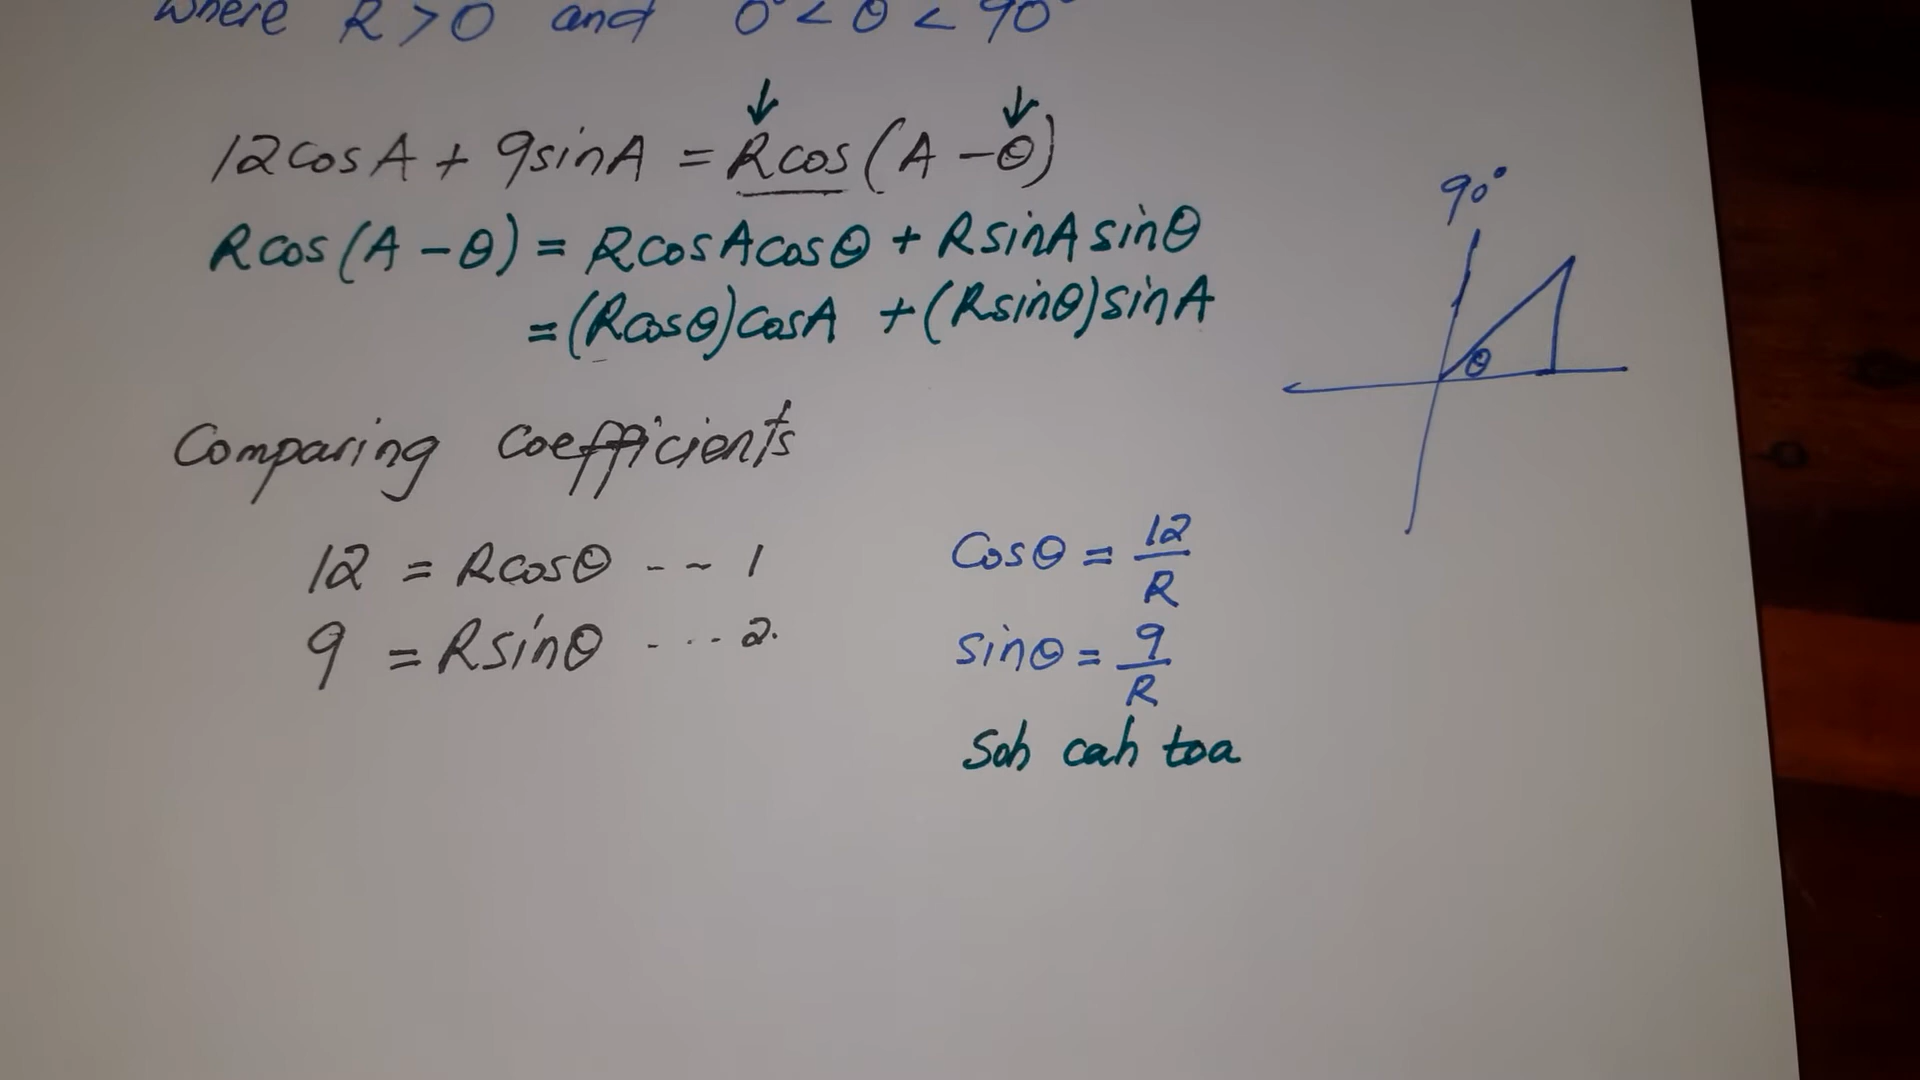 where R > 0 and 0° < θ < 90°
12cosA + 9sinA = Rcos(A - θ)
Rcos(A - θ) = RcosAcosθ + RsinAsinθ
= (Rcosθ)cosA + (Rsinθ)sinA
90°
θ
Comparing coefficients
12 = Rcosθ - - 1
9 = Rsinθ - - - 2.
Cosθ = 12/R
sinθ = 9/R
Soh cah toa